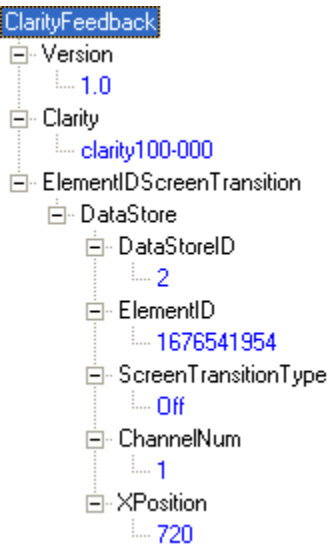 ClarityFeedback
Version
1.0
Clarity
clarity100-000
ElementIDScreenTransition
DataStore
DataStoreID
2
ElementID
1676541954
ScreenTransitionType
Off
ChannelNum
1
XPosition
720